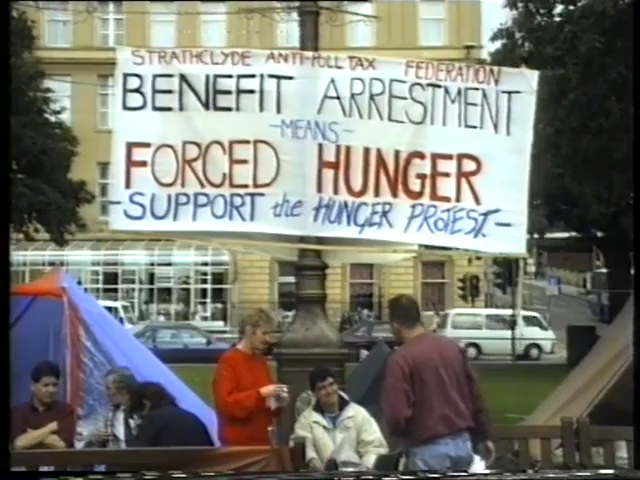 STRATHCLYDE ANTI-POLL TAX FEDERATION
BENEFIT ARRESTMENT
-MEANS-
FORCED HUNGER
-SUPPORT the HUNGER PROTEST.-